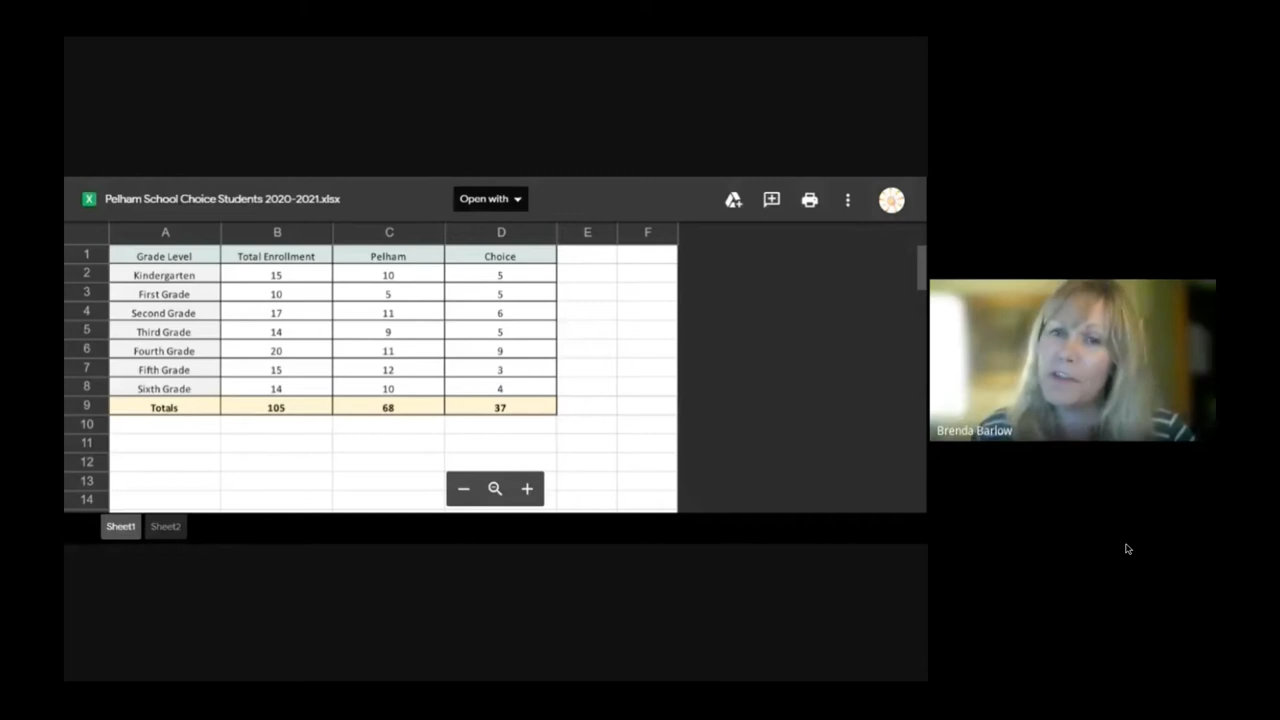 Pelham School Choice Students 2020-2021.xlsx Open with
A B C D E F
1 Grade Level Total Enrollment Pelham Choice
2 Kindergarten 15 10 5
3 First Grade 10 5 5
4 Second Grade 17 11 6
5 Third Grade 14 9 5
6 Fourth Grade 20 11 9
7 Fifth Grade 15 12 3
8 Sixth Grade 14 10 4
9 Totals 105 68 37
10
11
12
13
14
Sheet1 Sheet2
Brenda Barlow